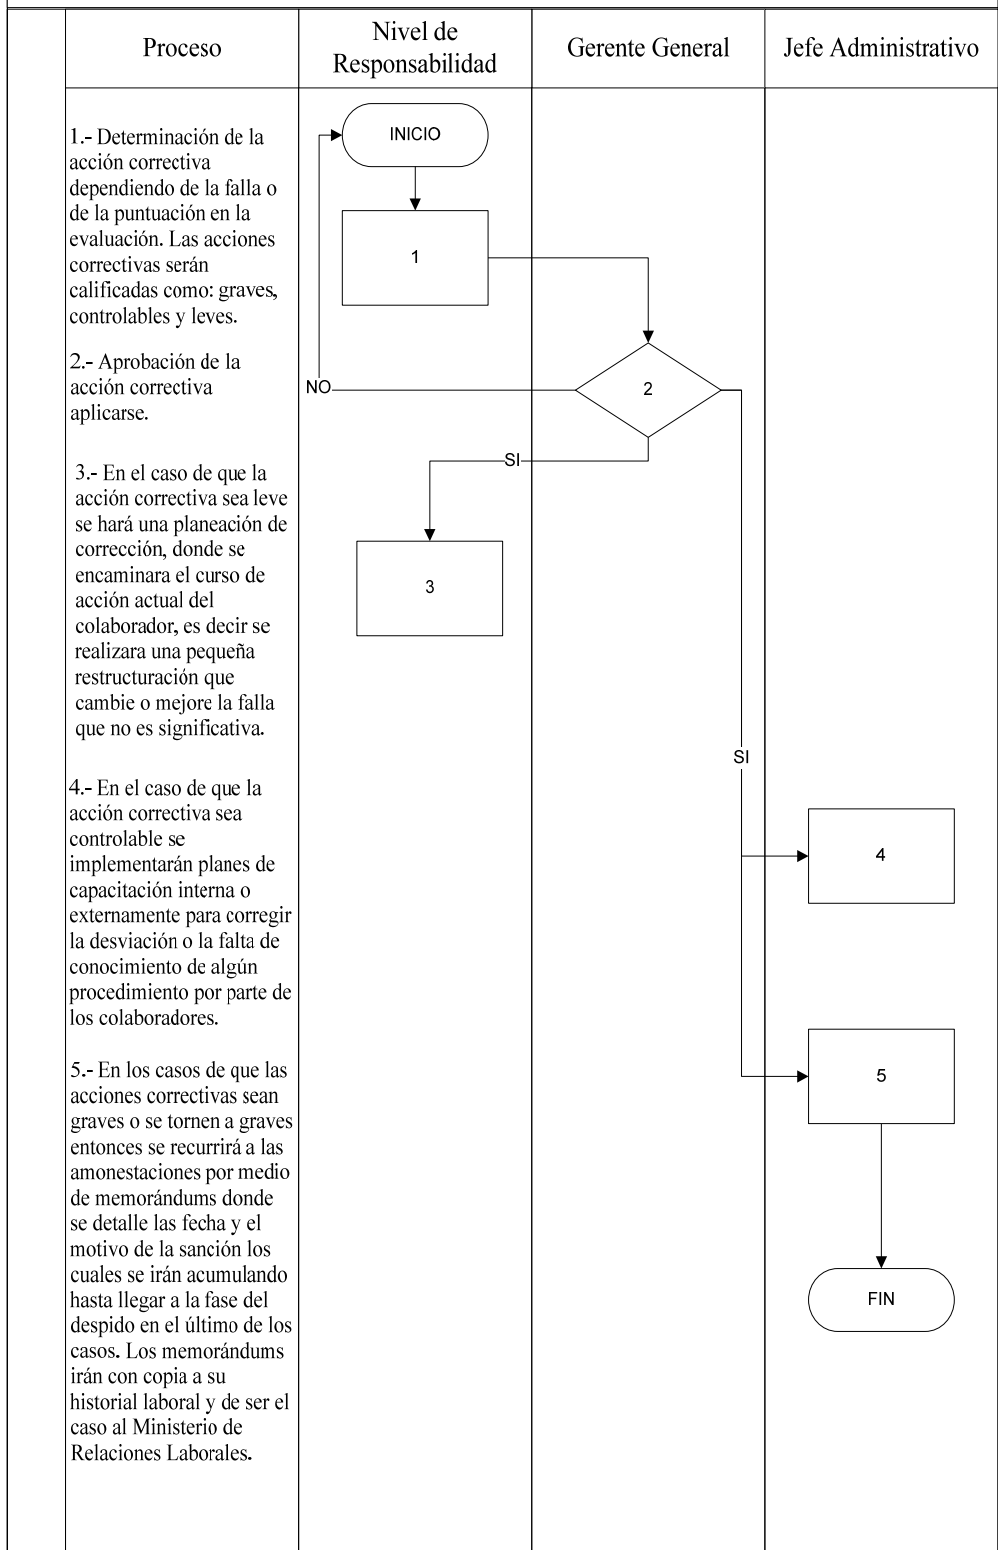 Proceso
Nivel de
Responsabilidad
Gerente General
Jefe Administrativo
1.- Determinación de la
acción correctiva
dependiendo de la falla o
de la puntuación en la
evaluación. Las acciones
correctivas serán
calificadas como: graves,
controlables y leves.
2.- Aprobación de la
acción correctiva
aplicarse.
3.- En el caso de que la
acción correctiva sea leve
se hará una planeación de
corrección, donde se
encaminara el curso de
acción actual del
colaborador, es decir se
realizara una pequeña
restructuración que
cambie o mejore la falla
que no es significativa.
4.- En el caso de que la
acción correctiva sea
controlable se
implementarán planes de
capacitación interna o
externamente para corregir
la desviación o la falta de
conocimiento de algún
procedimiento por parte de
los colaboradores.
5.- En los casos de que las
acciones correctivas sean
graves o se tornen a graves
entonces se recurrirá a las
amonestaciones por medio
de memorándums donde
se detalle las fecha y el
motivo de la sanción los
cuales se irán acumulando
hasta llegar a la fase del
despido en el último de los
casos. Los memorándums
irán con copia a su
historial laboral y de ser el
caso al Ministerio de
Relaciones Laborales.
INICIO
1
2
NO
SI
3
SI
4
5
FIN